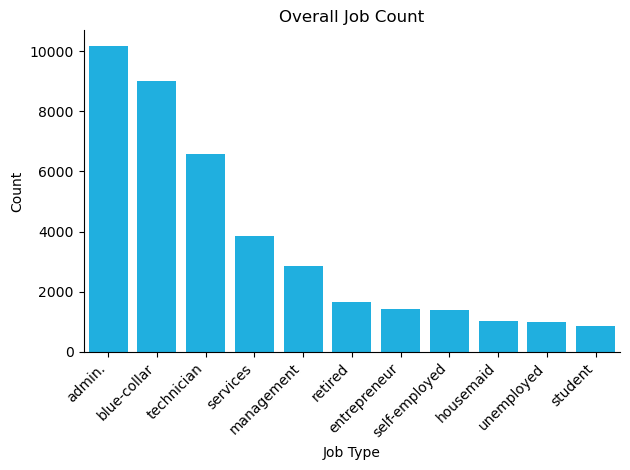 Overall Job Count
Count
10000
8000
6000
4000
2000
0
admin.
blue-collar
technician
services
management
retired
entrepreneur
self-employed
housemaid
unemployed
student
Job Type